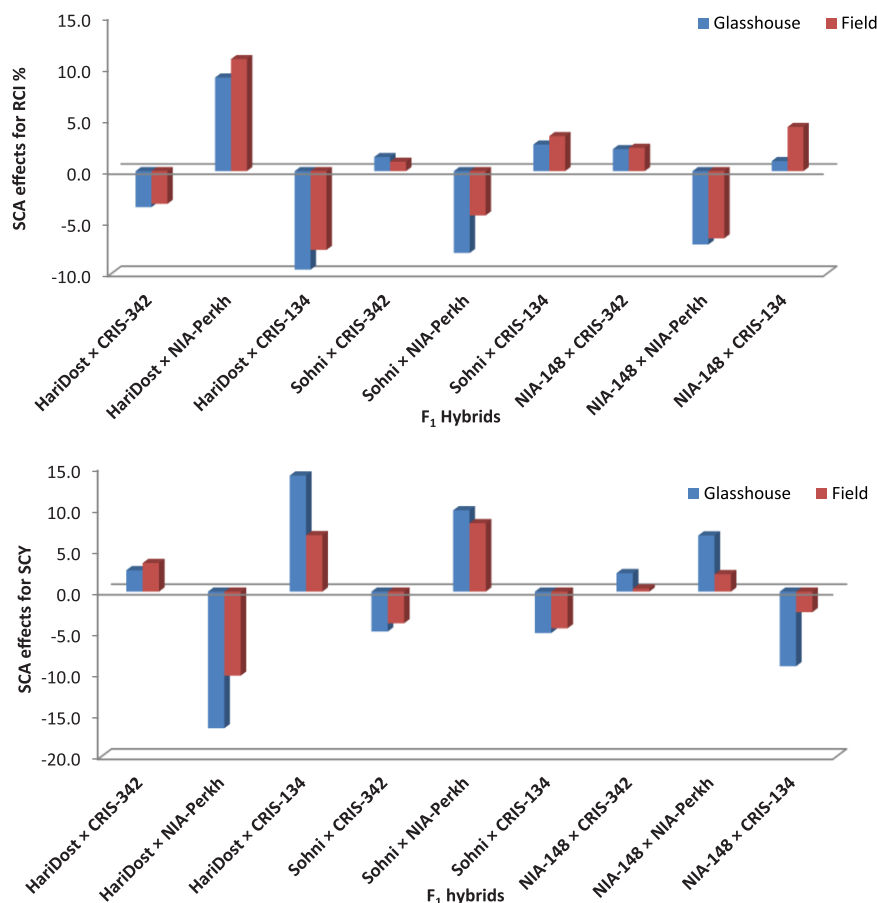 15.0
10.0
5.0
0.0
-5.0
-10.0
SCA effects for RCI %
Glasshouse
Field
HariDost × CRIS-342
HariDost × NIA-Perkh
HariDost × CRIS-134
Sohni × CRIS-342
Sohni × NIA-Perkh
Sohni × CRIS-134
NIA-148 × CRIS-342
NIA-148 × NIA-Perkh
NIA-148 × CRIS-134
F₁ Hybrids
15.0
10.0
5.0
0.0
-5.0
-10.0
-15.0
-20.0
SCA effects for SCY
Glasshouse
Field
HariDost × CRIS-342
HariDost × NIA-Perkh
HariDost × CRIS-134
Sohni × CRIS-342
Sohni × NIA-Perkh
Sohni × CRIS-134
NIA-148 × CRIS-342
NIA-148 × NIA-Perkh
NIA-148 × CRIS-134
F₁ hybrids